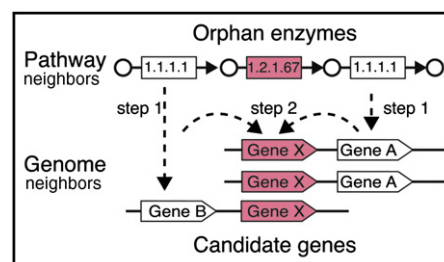 Orphan enzymes
Pathway
neighbors
1.1.1.1 1.2.1.67 1.1.1.1
step 1 step 2 step 1
Genome
neighbors
Gene X Gene A
Gene X Gene A
Gene B Gene X
Candidate genes